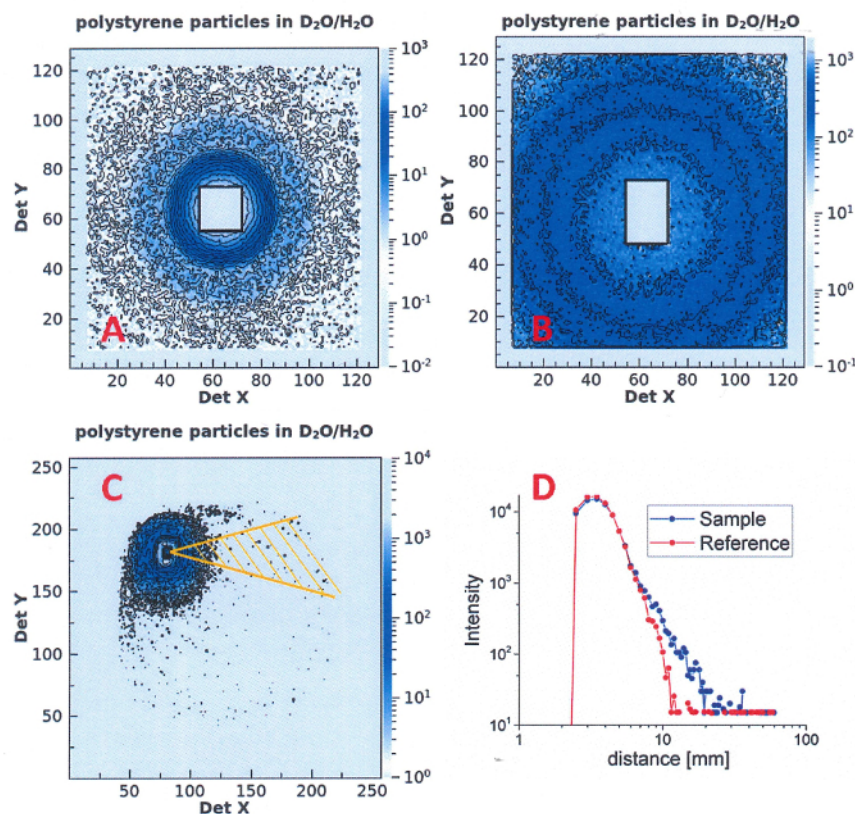 polystyrene particles in D₂O/H₂O
A
Det Y
120
100
80
60
40
20
20 40 60 80 100 120
Det X
10³
10²
10¹
10⁰
10⁻¹
10⁻²
polystyrene particles in D₂O/H₂O
B
Det Y
120
100
80
60
40
20
20 40 60 80 100 120
Det X
10³
10²
10¹
10⁰
10⁻¹
polystyrene particles in D₂O/H₂O
C
Det Y
250
200
150
100
50
50 100 150 200 250
Det X
10⁴
10³
10²
10¹
10⁰
D
Sample
Reference
Intensity
10⁴
10³
10²
10¹
1 10 100
distance [mm]